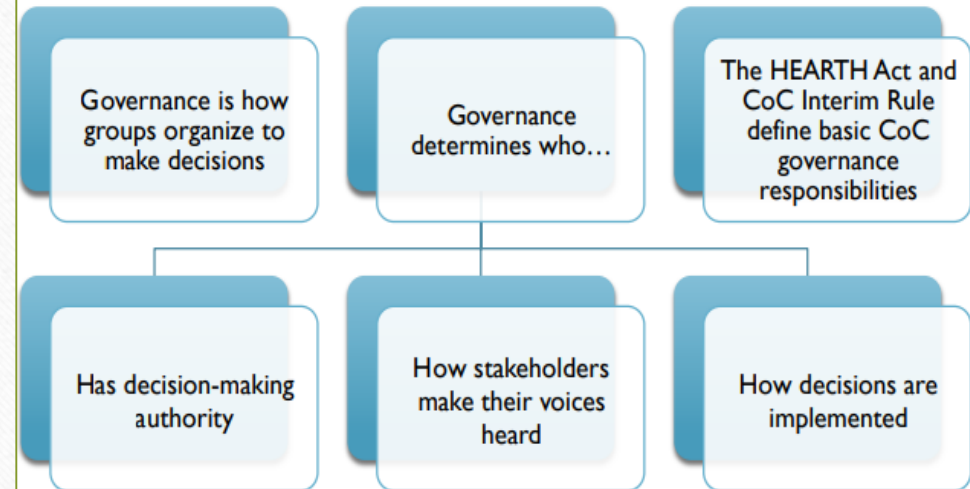 Governance is how
groups organize to
make decisions
Governance
determines who…
The HEARTH Act and
CoC Interim Rule
define basic CoC
governance
responsibilities
Has decision-making
authority
How stakeholders
make their voices
heard
How decisions are
implemented